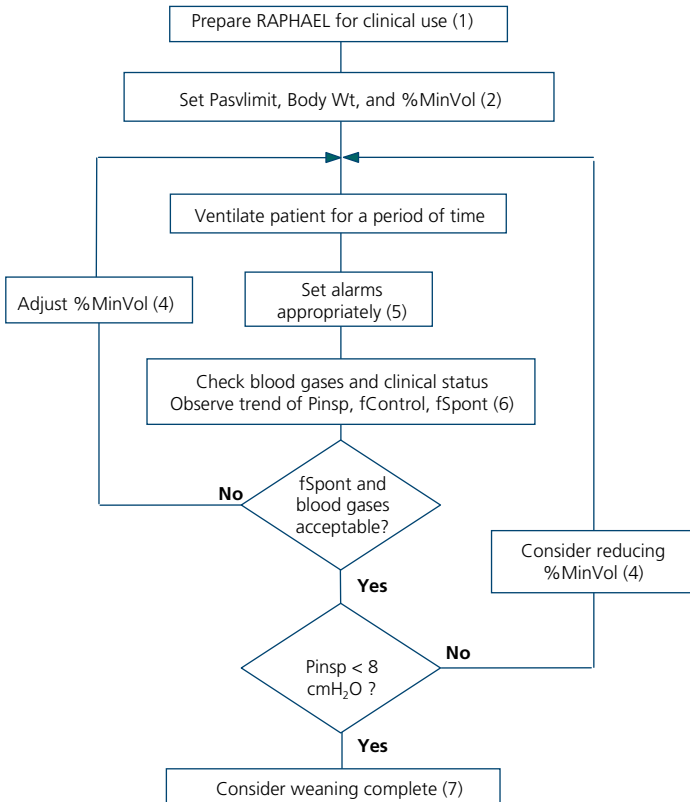 Prepare RAPHAEL for clinical use (1)
Set Pasvlimit, Body Wt, and %MinVol (2)
Ventilate patient for a period of time
Adjust %MinVol (4)
Set alarms
appropriately (5)
Check blood gases and clinical status
Observe trend of Pinsp, fControl, fSpont (6)
No
fSpont and
blood gases
acceptable?
Consider reducing
%MinVol (4)
Yes
No
Pinsp < 8
cmH₂O ?
Yes
Consider weaning complete (7)